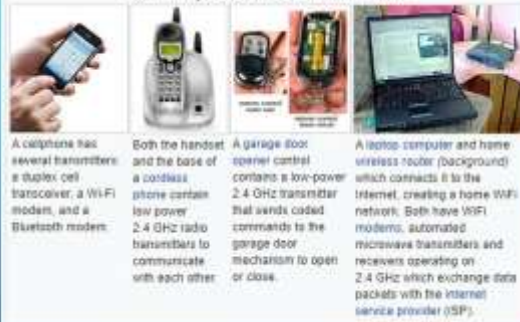 A cellphone has
several transmitters:
a duplex cell
transceiver, a Wi-Fi
modem, and a
Bluetooth modem
Both the handset
and the base of
a cordless
phone contain
low power
2.4 GHz radio
transmitters to
communicate
with each other
A garage door
opener control
contains a low-power
2.4 GHz transmitter
that sends coded
commands to the
garage door
mechanism to open
or close.
A laptop computer and home
wireless router (background)
which connects it to the
Internet, creating a home WiFi
network. Both have WiFi
modems, automated
microwave transmitters and
receivers operating on
2.4 GHz which exchange data
packets with the internet
service provider (ISP).